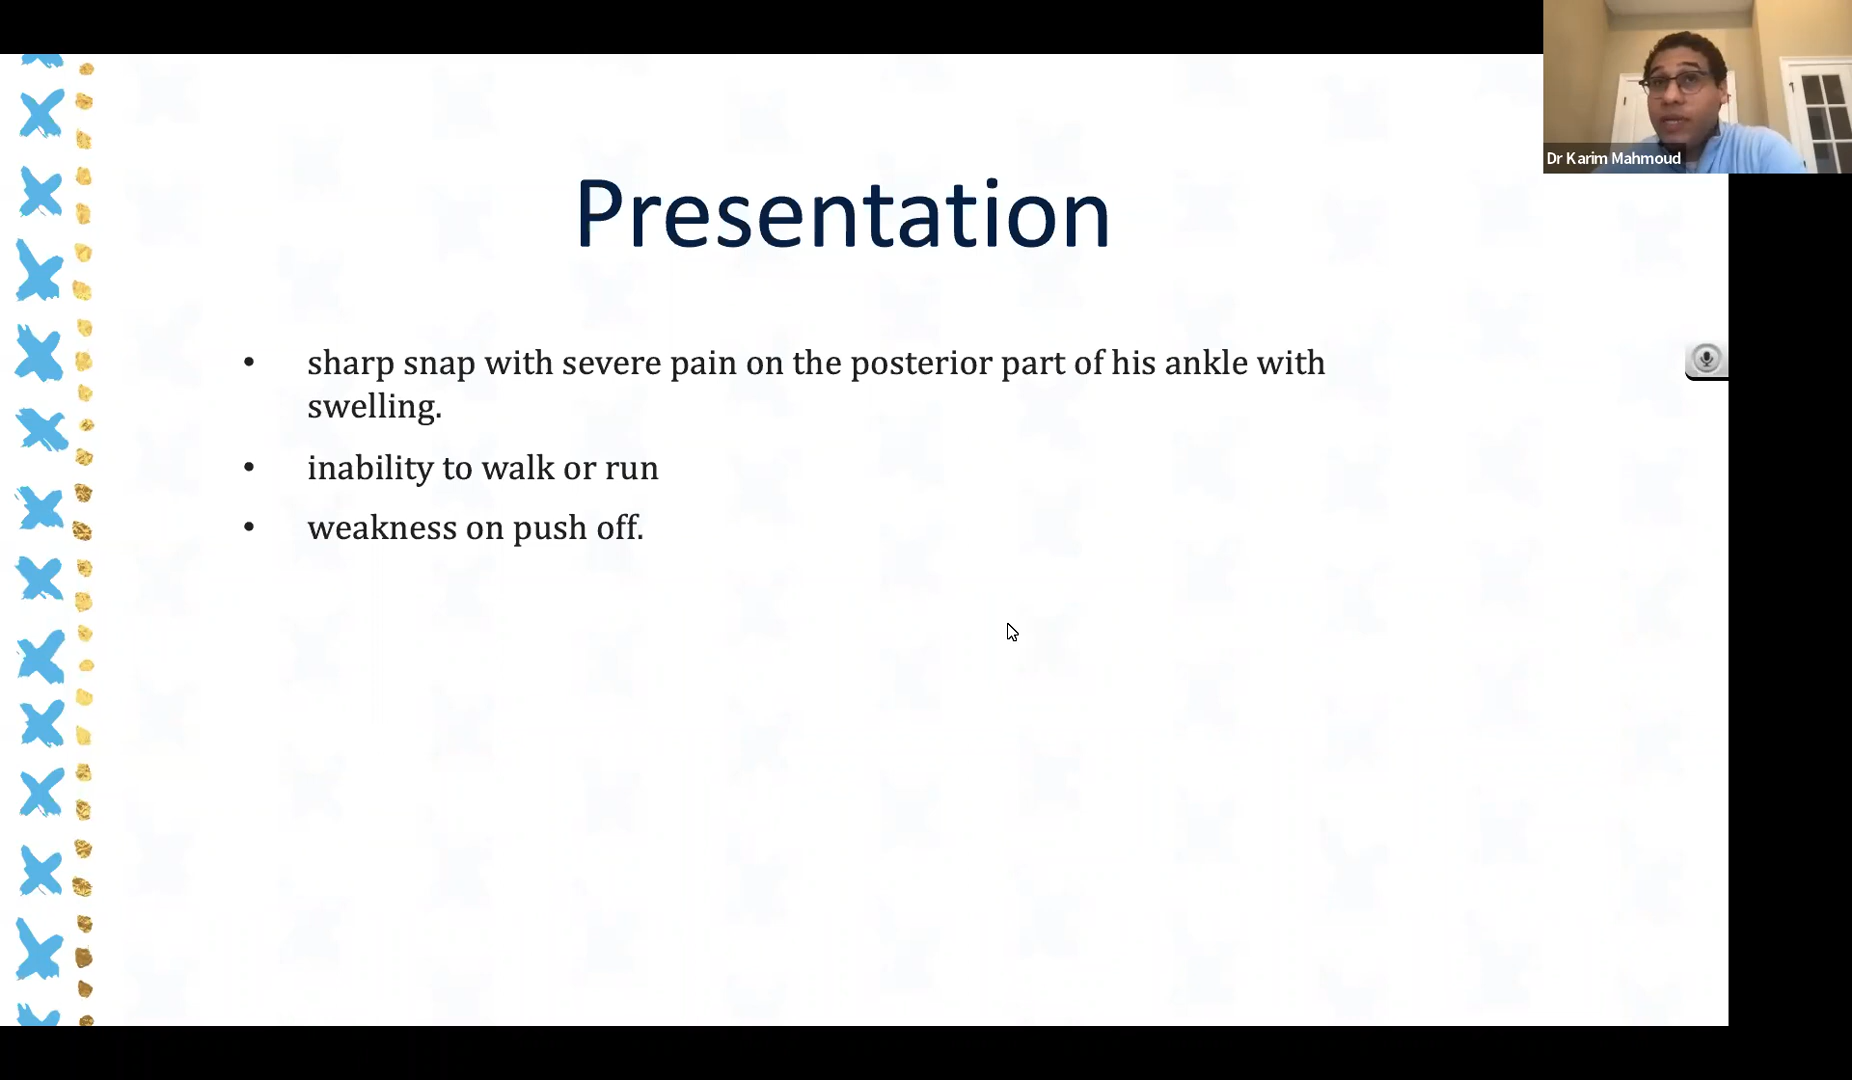 Dr Karim Mahmoud
Presentation
• sharp snap with severe pain on the posterior part of his ankle with
swelling.
• inability to walk or run
• weakness on push off.